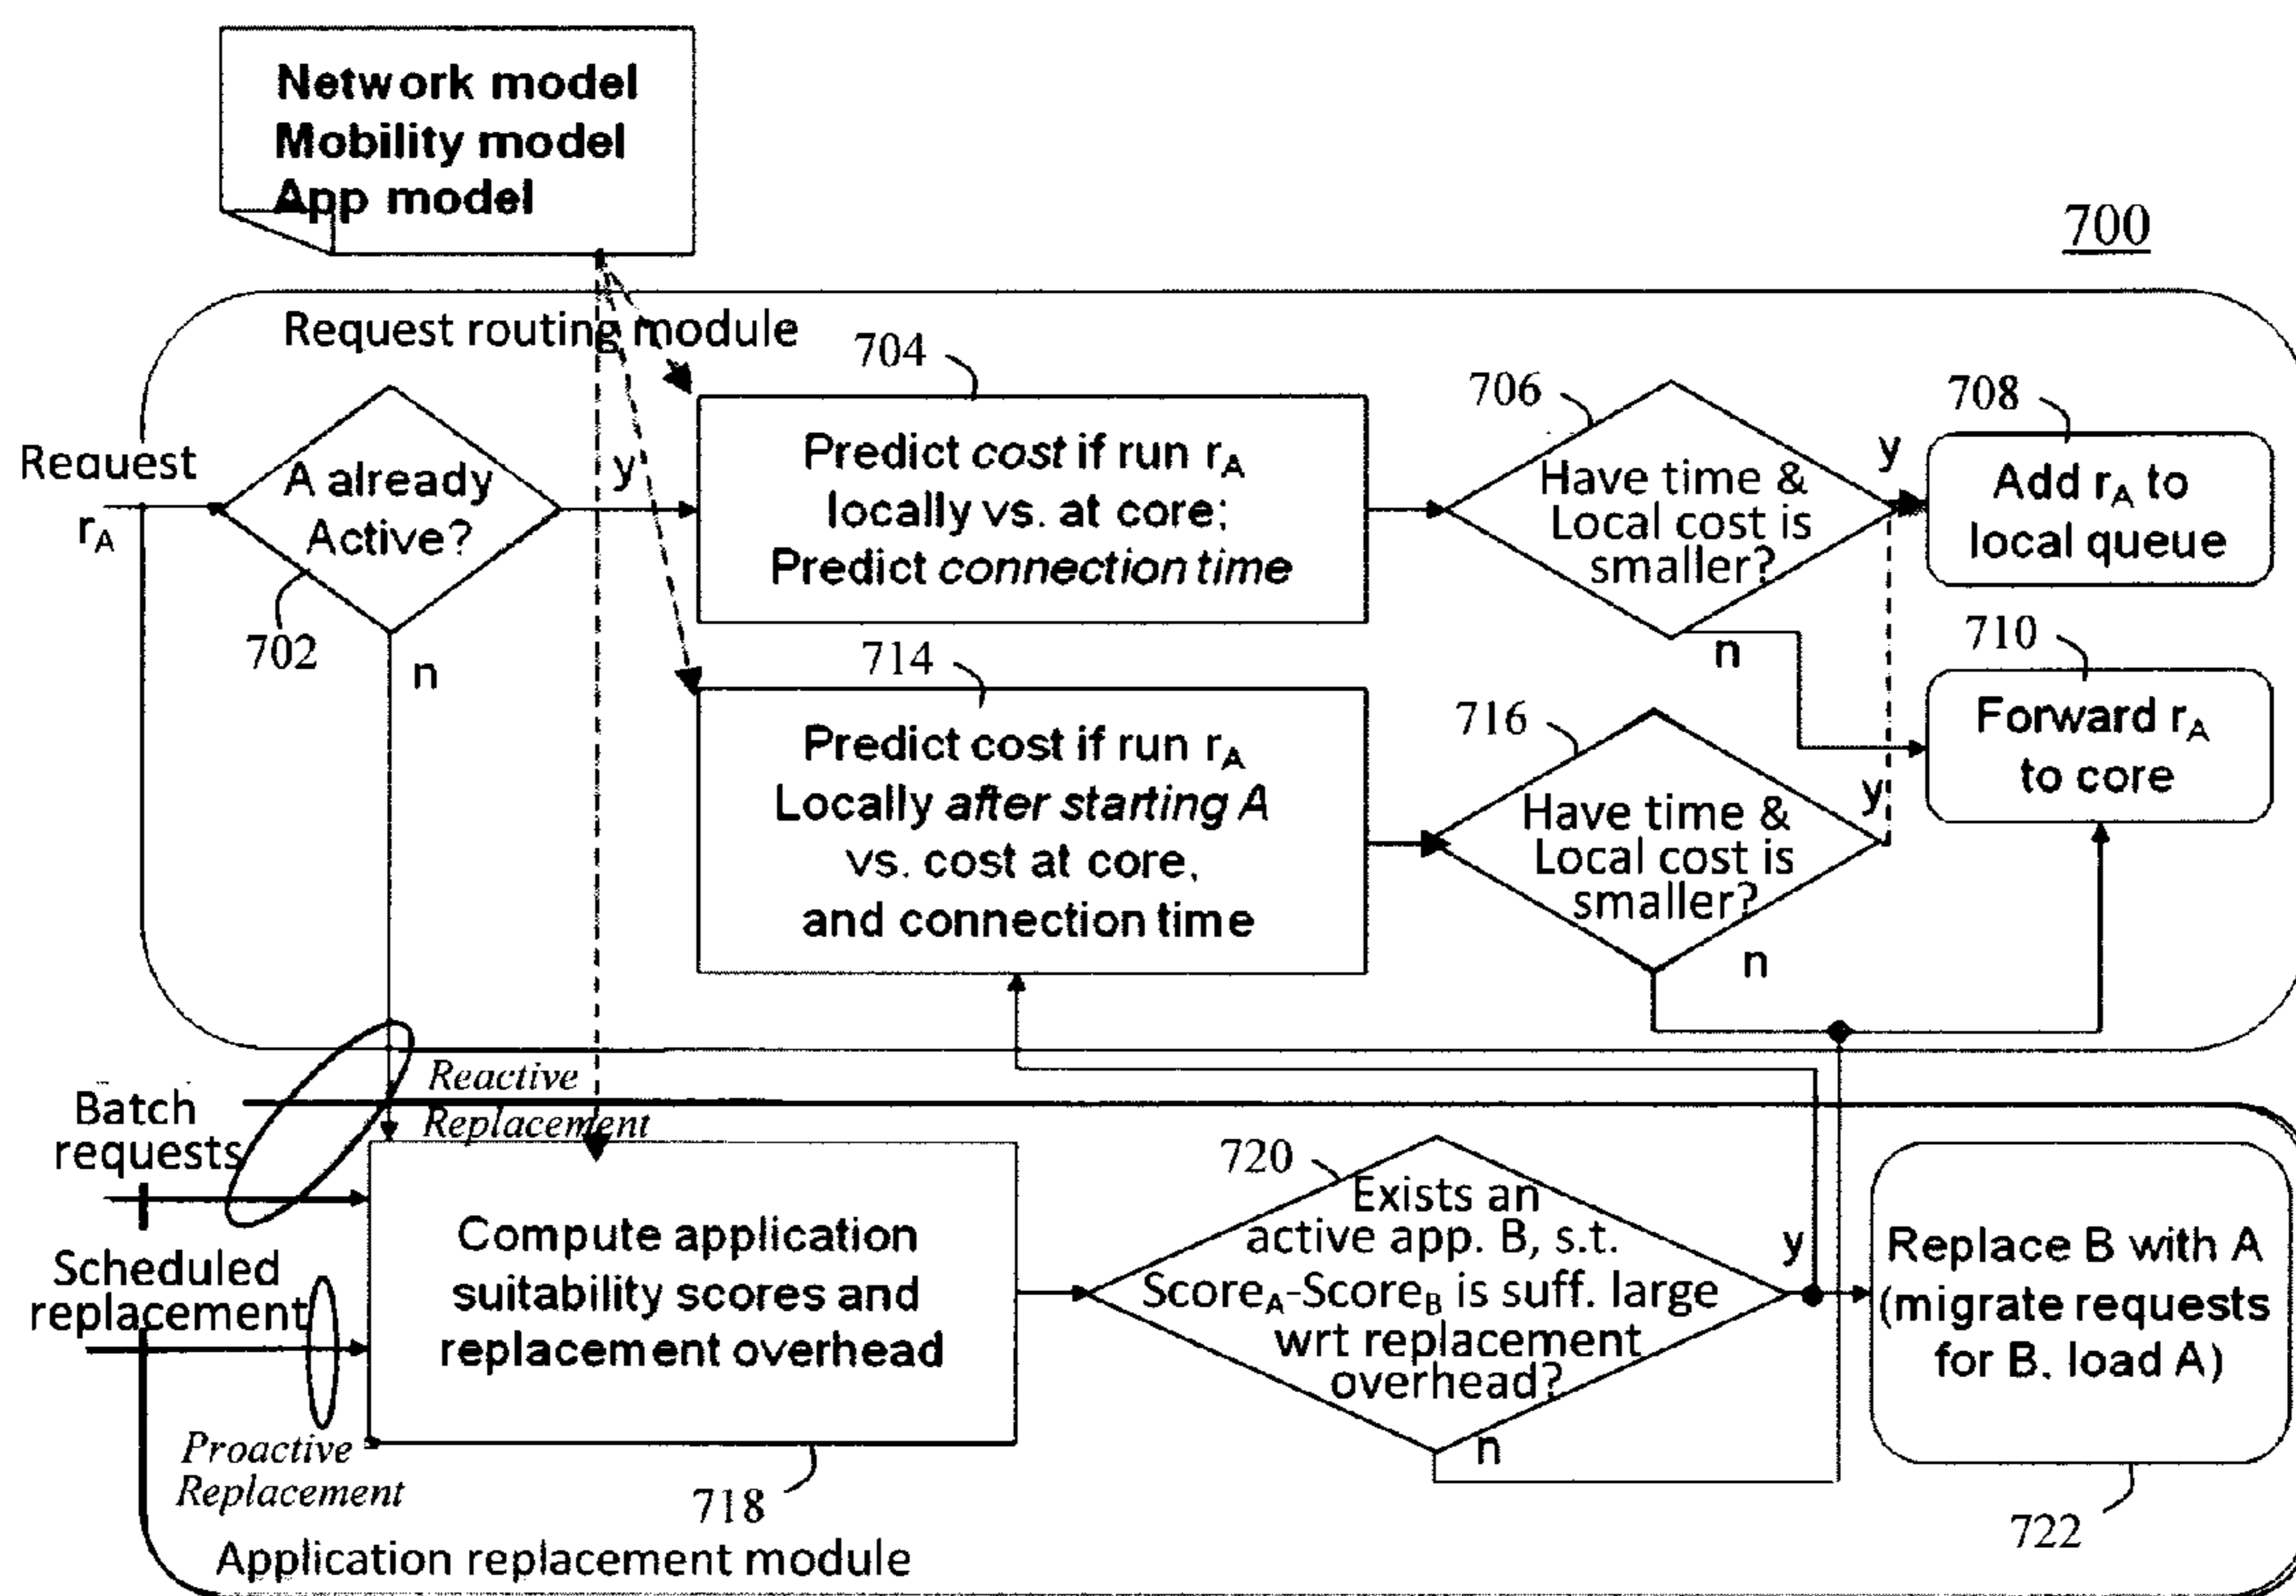 Network model
Mobility model
App model
700
Request routing module
704
706
708
Request
rA
A already
Active?
702
y
n
Predict cost if run rA
locally vs. at core;
Predict connection time
Have time &
Local cost is
smaller?
y
n
Add rA to
local queue
710
Forward rA
to core
714
Predict cost if run rA
Locally after starting A
vs. cost at core,
and connection time
716
Have time &
Local cost is
smaller?
y
n
Reactive
Replacement
Batch
requests
Scheduled
replacement
Proactive
Replacement
Compute application
suitability scores and
replacement overhead
718
720
Exists an
active app. B, s.t.
ScoreA-ScoreB is suff. large
wrt replacement
overhead?
y
n
Replace B with A
(migrate requests
for B, load A)
722
Application replacement module